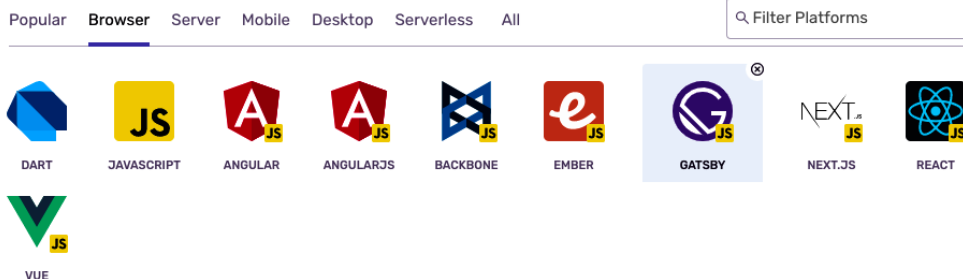 Popular Browser Server Mobile Desktop Serverless All Filter Platforms
JS JS JS JS JS JS NEXT.JS JS JS
DART JAVASCRIPT ANGULAR ANGULARJS BACKBONE EMBER GATSBY NEXT.JS REACT
JS
VUE